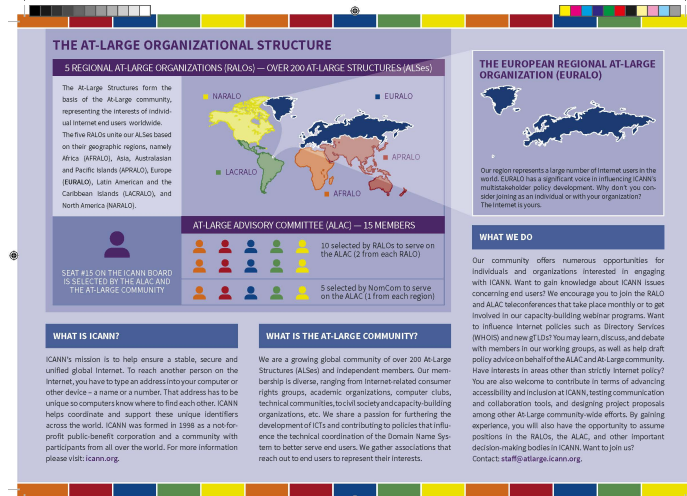 THE AT-LARGE ORGANIZATIONAL STRUCTURE
5 REGIONAL AT-LARGE ORGANIZATIONS (RALOs) — OVER 200 AT-LARGE STRUCTURES (ALSes)
The At-Large Structures form the
basis of the At-Large community,
representing the interests of individ-
ual Internet end users worldwide.
The five RALOs unite our ALSes based
on their geographic regions, namely
Africa (AFRALO), Asia, Australasian
and Pacific Islands (APRALO), Europe
(EURALO), Latin American and the
Caribbean Islands (LACRALO), and
North America (NARALO).
NARALO
EURALO
APRALO
LACRALO
AFRALO
AT-LARGE ADVISORY COMMITTEE (ALAC) — 15 MEMBERS
SEAT #15 ON THE ICANN BOARD
IS SELECTED BY THE ALAC AND
THE AT-LARGE COMMUNITY
10 selected by RALOs to serve on
the ALAC (2 from each RALO)
5 selected by NomCom to serve
on the ALAC (1 from each region)
WHAT IS ICANN?
ICANN's mission is to help ensure a stable, secure and
unified global Internet. To reach another person on the
Internet, you have to type an address into your computer or
other device – a name or a number. That address has to be
unique so computers know where to find each other. ICANN
helps coordinate and support these unique identifiers
across the world. ICANN was formed in 1998 as a not-for-
profit public-benefit corporation and a community with
participants from all over the world. For more information
please visit: icann.org.
WHAT IS THE AT-LARGE COMMUNITY?
We are a growing global community of over 200 At-Large
Structures (ALSes) and independent members. Our mem-
bership is diverse, ranging from Internet-related consumer
rights groups, academic organizations, computer clubs,
technical communities, to civil society and capacity-building
organizations, etc. We share a passion for furthering the
development of ICTs and contributing to policies that influ-
ence the technical coordination of the Domain Name Sys-
tem to better serve end users. We gather associations that
reach out to end users to represent their interests.
THE EUROPEAN REGIONAL AT-LARGE
ORGANIZATION (EURALO)
Our region represents a large number of Internet users in the
world. EURALO has a significant voice in influencing ICANN's
multistakeholder policy development. Why don't you con-
sider joining as an individual or with your organization?
The Internet is yours.
WHAT WE DO
Our community offers numerous opportunities for
individuals and organizations interested in engaging
with ICANN. Want to gain knowledge about ICANN issues
concerning end users? We encourage you to join the RALO
and ALAC teleconferences that take place monthly or to get
involved in our capacity-building webinar programs. Want
to influence Internet policies such as Directory Services
(WHOIS) and new gTLDs? You may learn, discuss, and debate
with members in our working groups, as well as help draft
policy advice on behalf of the ALAC and At-Large community.
Have interests in areas other than strictly Internet policy?
You are also welcome to contribute in terms of advancing
accessibility and inclusion at ICANN, testing communication
and collaboration tools, and designing project proposals
among other At-Large community-wide efforts. By gaining
experience, you will also have the opportunity to assume
positions in the RALOs, the ALAC, and other important
decision-making bodies in ICANN. Want to join us?
Contact: staff@atlarge.icann.org.